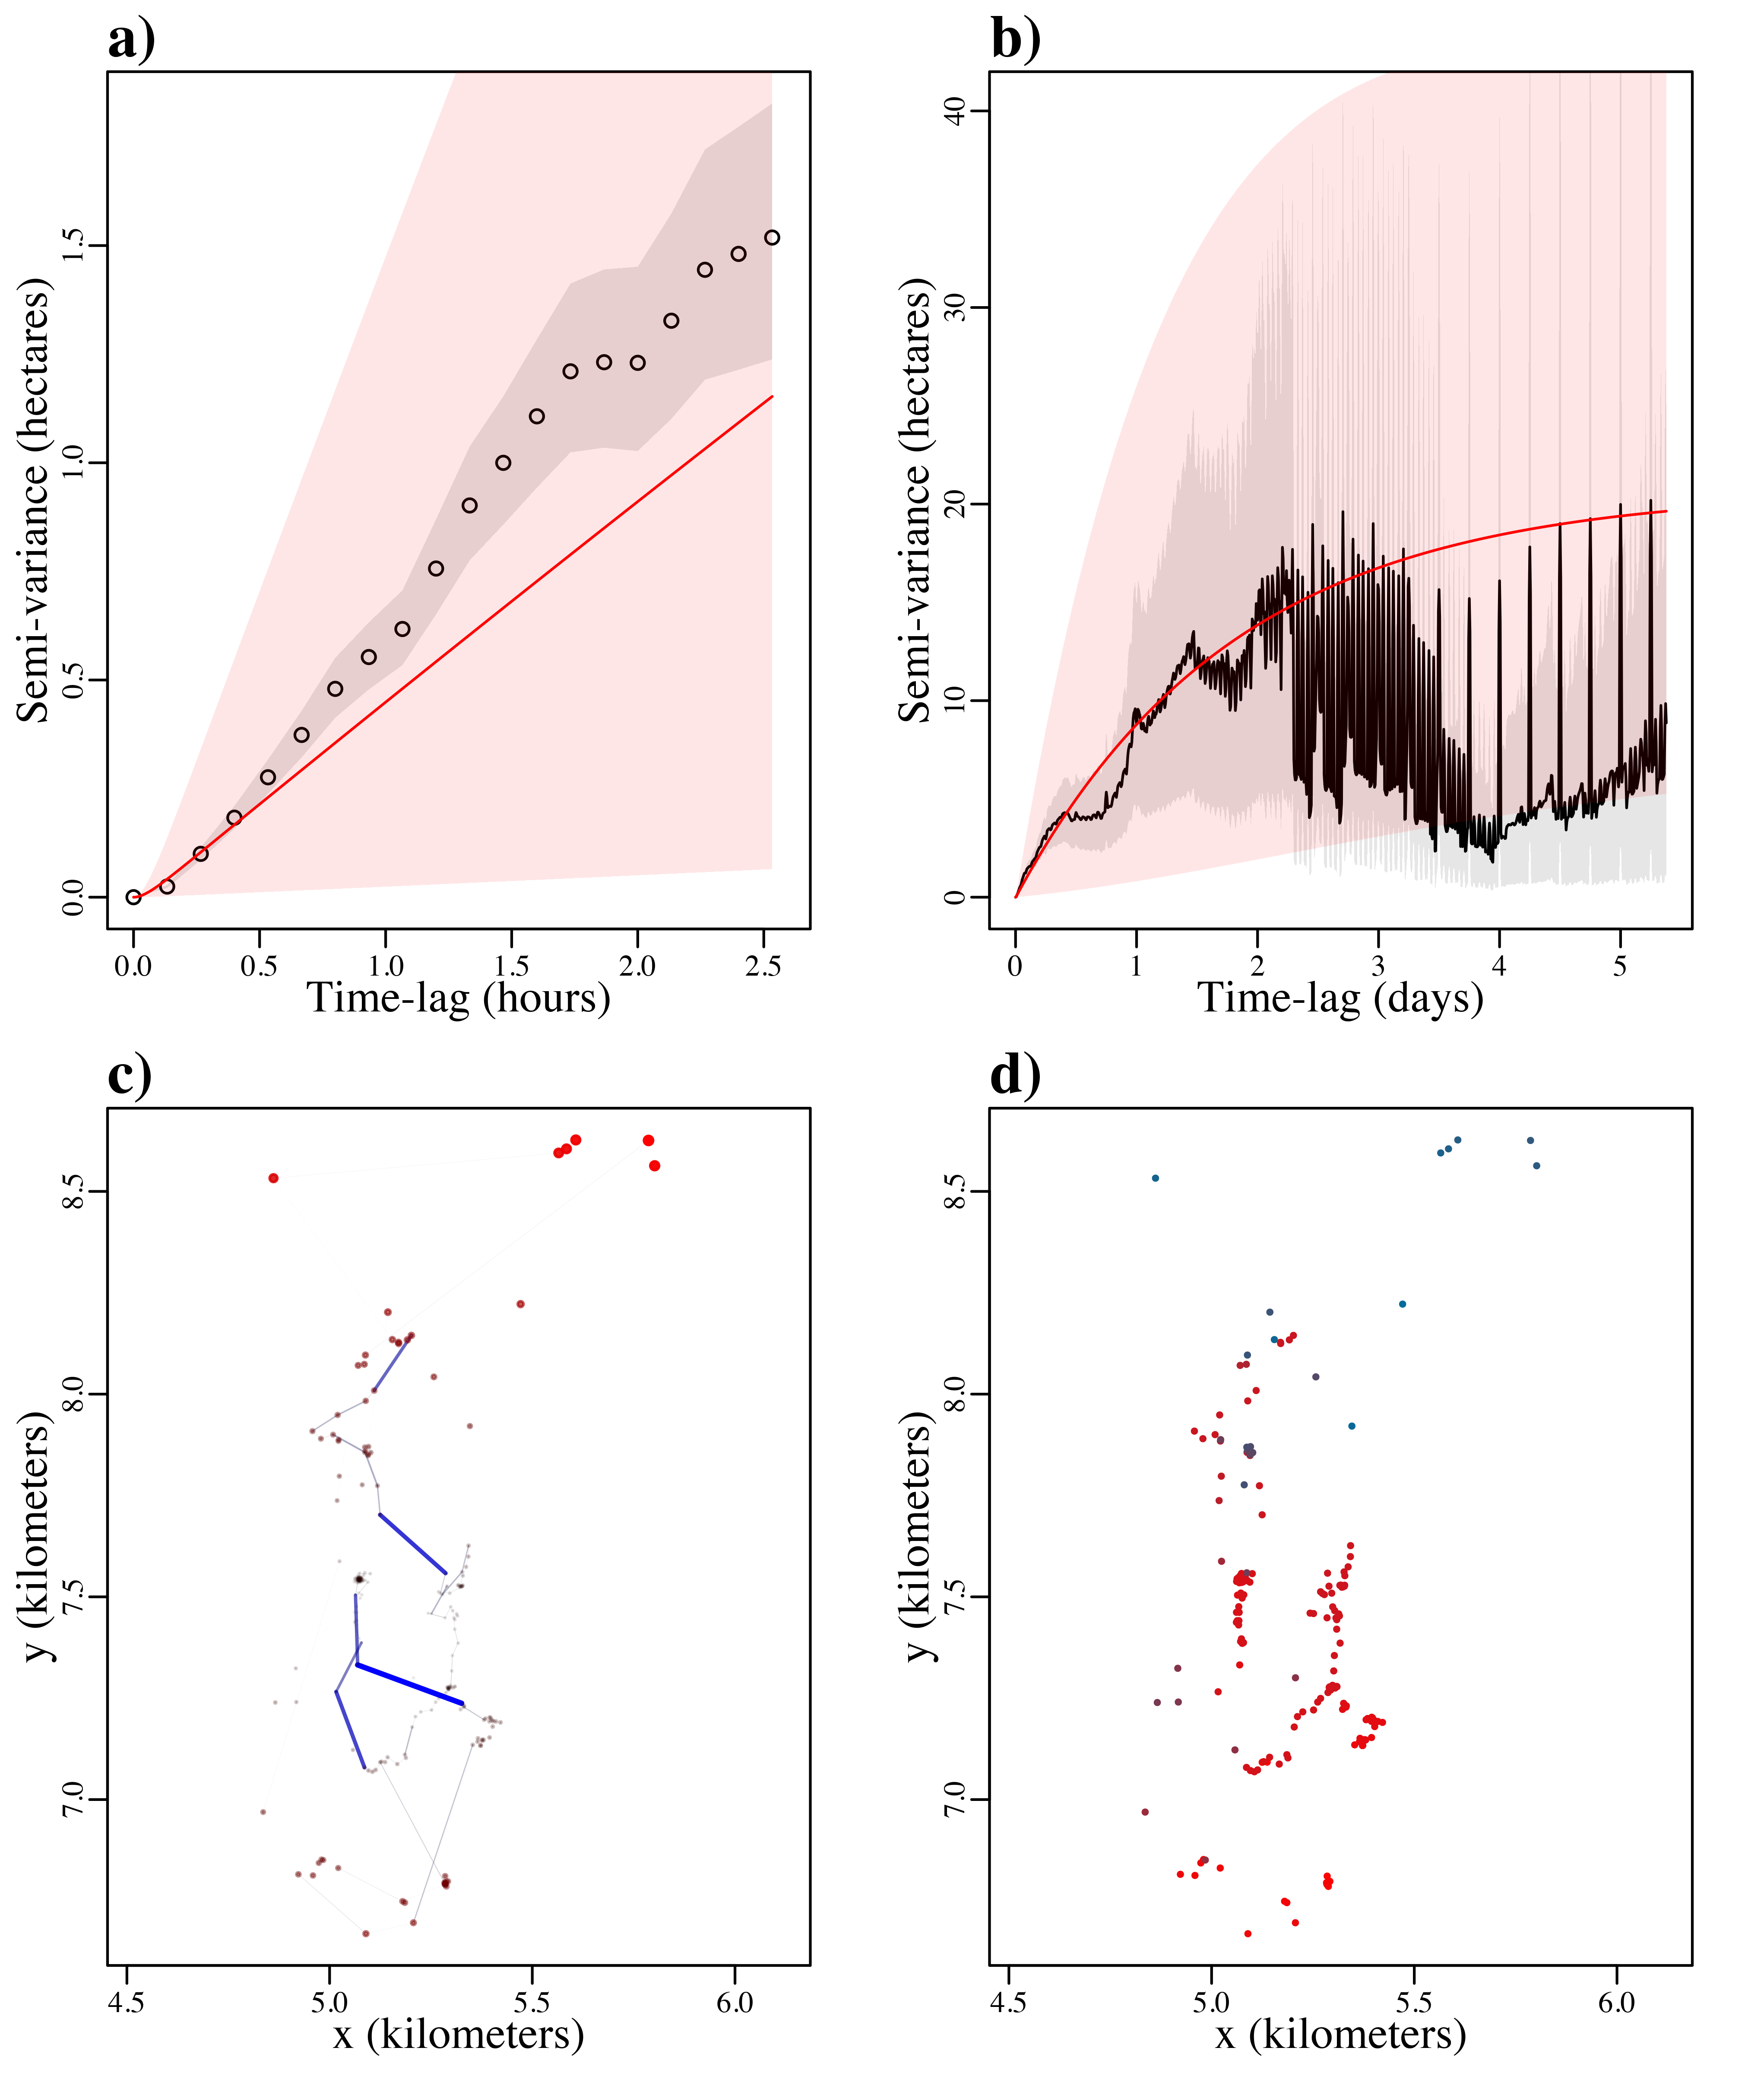 a)
Semi-variance (hectares)
0.0 0.5 1.0 1.5
0.0 0.5 1.0 1.5 2.0 2.5
Time-lag (hours)
b)
Semi-variance (hectares)
0 10 20 30 40
0 1 2 3 4 5
Time-lag (days)
c)
y (kilometers)
7.0 7.5 8.0 8.5
4.5 5.0 5.5 6.0
x (kilometers)
d)
y (kilometers)
7.0 7.5 8.0 8.5
4.5 5.0 5.5 6.0
x (kilometers)